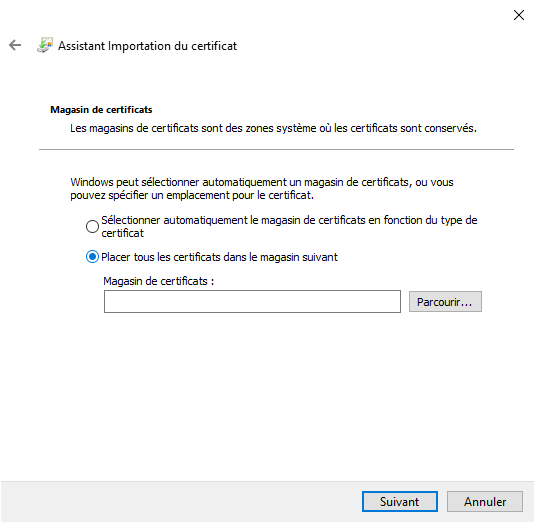 Assistant Importation du certificat
Magasin de certificats
Les magasins de certificats sont des zones système où les certificats sont conservés.
Windows peut sélectionner automatiquement un magasin de certificats, ou vous
pouvez spécifier un emplacement pour le certificat.
Sélectionner automatiquement le magasin de certificats en fonction du type de
certificat
Placer tous les certificats dans le magasin suivant
Magasin de certificats :
Parcourir...
Suivant
Annuler